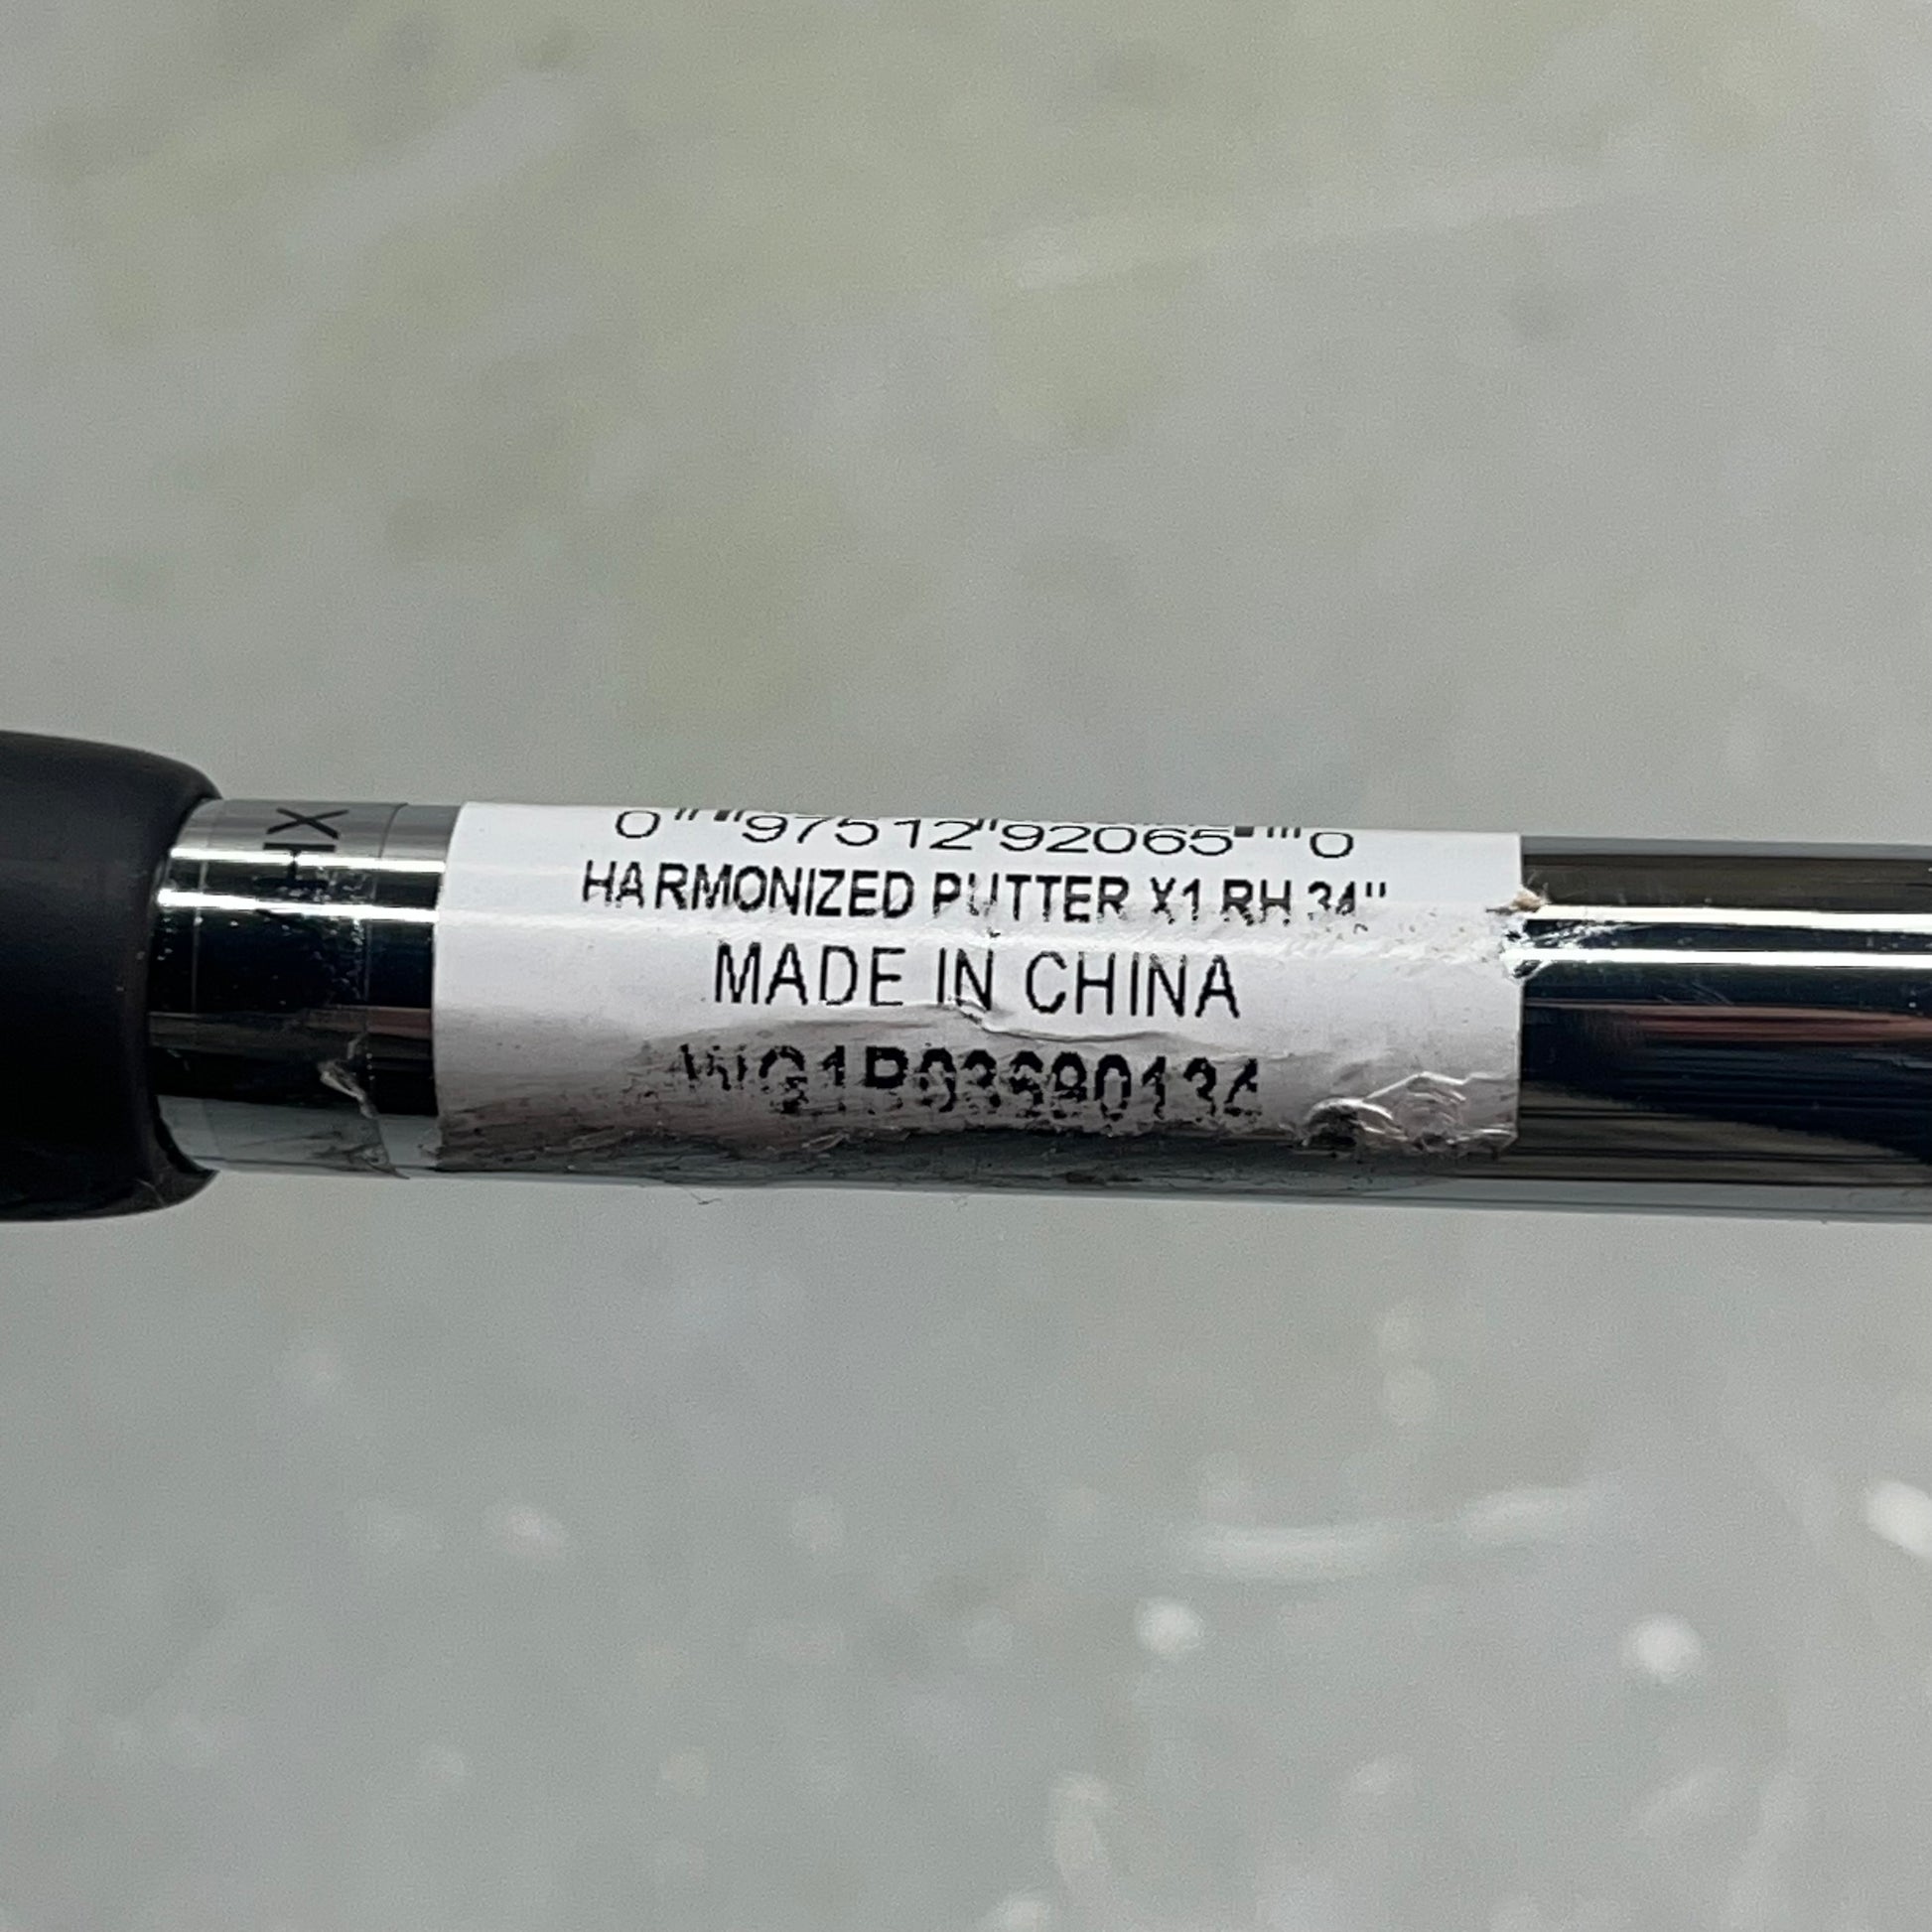 0 97512 92065 0
HARMONIZED PUTTER X1 RH 34"
MADE IN CHINA